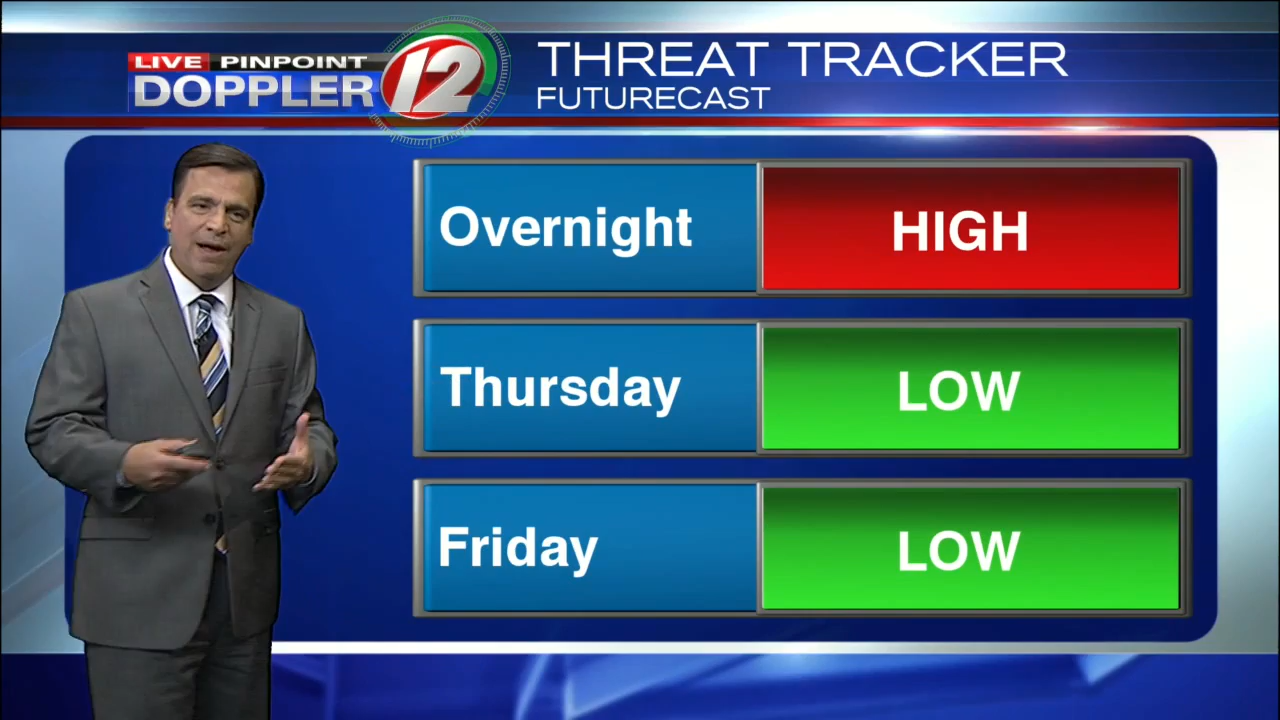 LIVE PINPOINT
DOPPLER 12
THREAT TRACKER
FUTURECAST
Overnight HIGH
Thursday LOW
Friday LOW